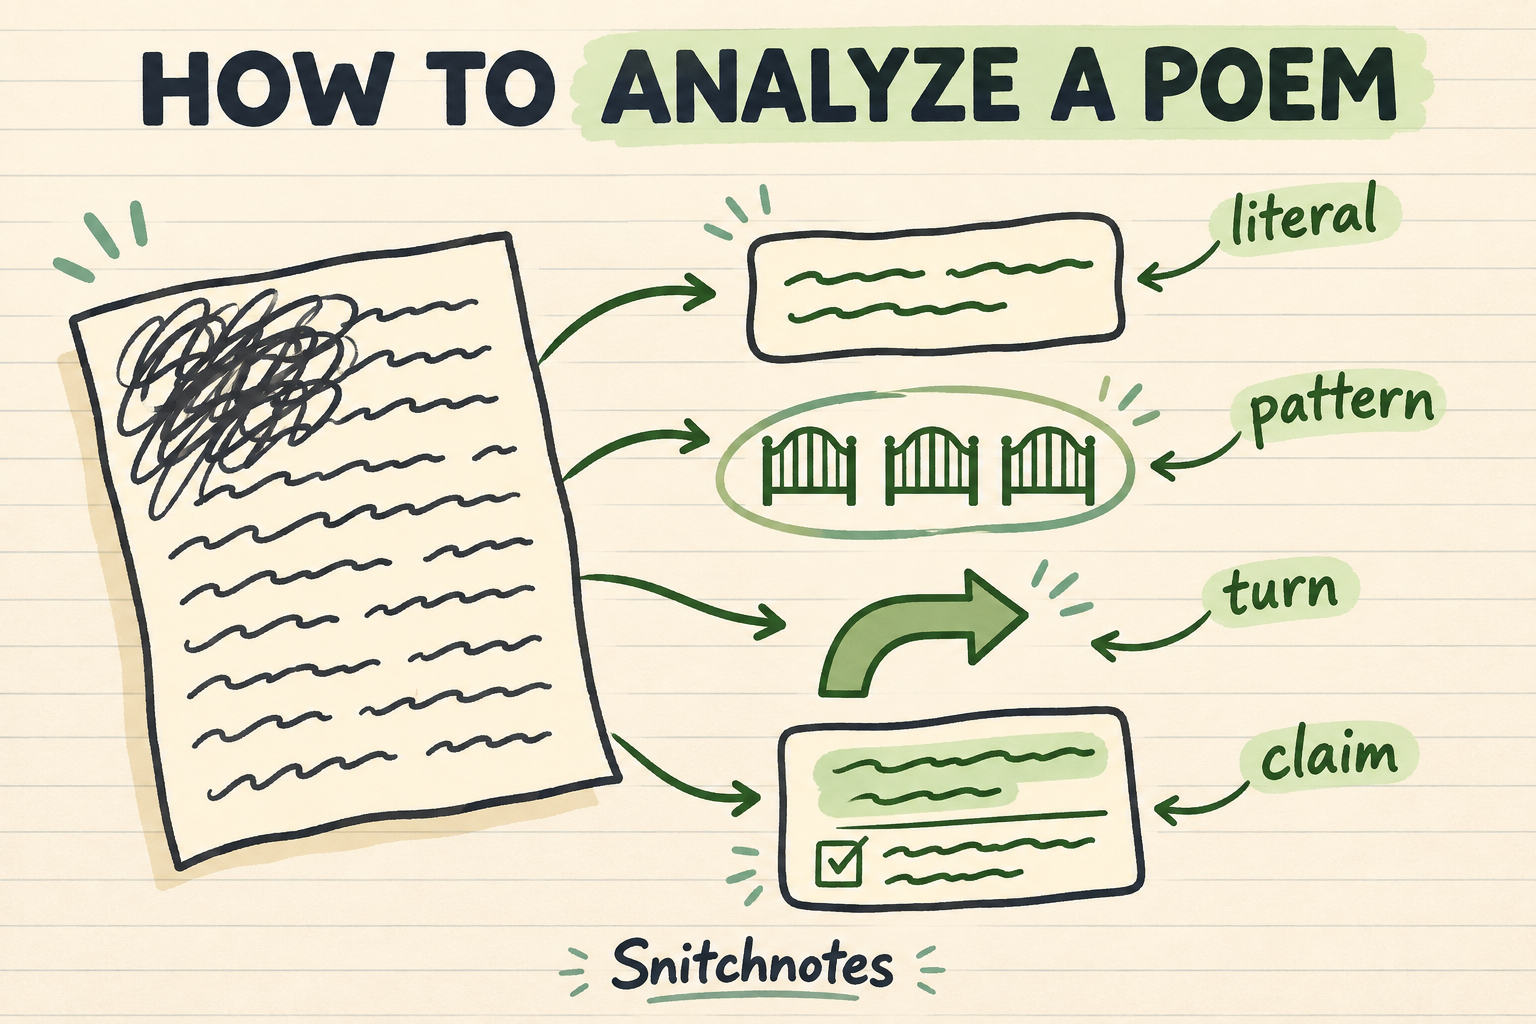 HOW TO ANALYZE A POEM
literal
pattern
turn
claim
Snitchnotes